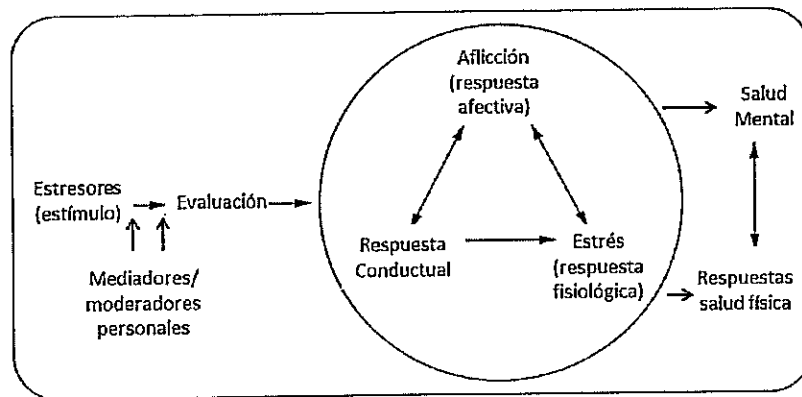 Aflicción
(respuesta
afectiva)
Salud
Mental
Estresores
(estímulo)
Evaluación
Respuesta
Conductual
Estrés
(respuesta
fisiológica)
Mediadores/
moderadores
personales
Respuestas
salud física